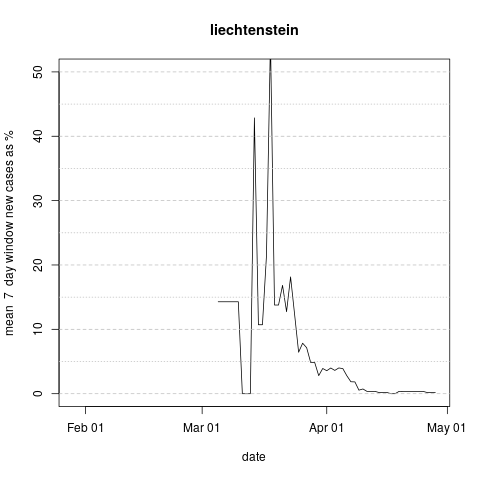 liechtenstein
mean  7  day window new cases as %
50
40
30
20
10
0
Feb 01
Mar 01
Apr 01
May 01
date